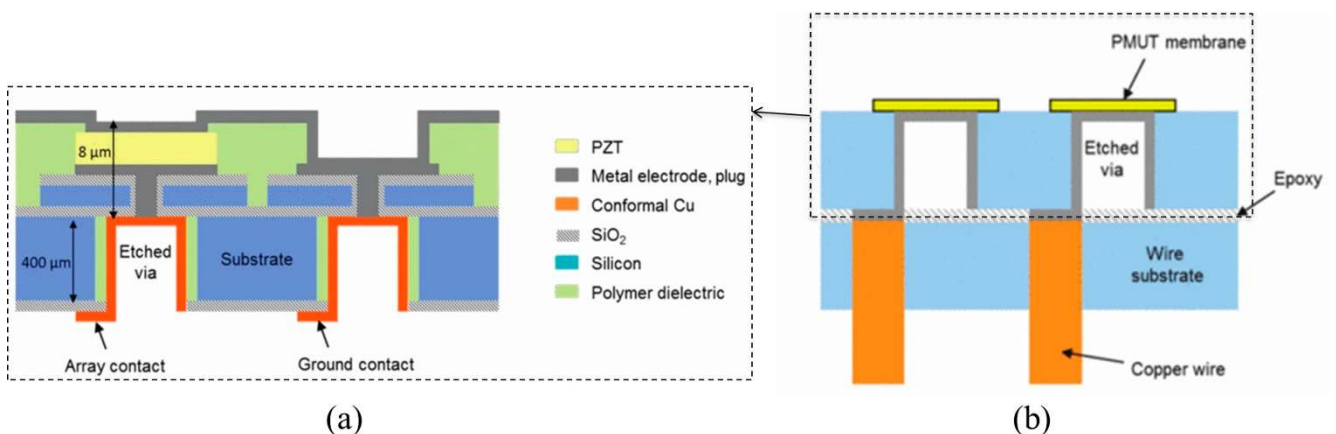 8 µm
400 µm
Etched
via
Substrate
Array contact
Ground contact
PZT
Metal electrode, plug
Conformal Cu
SiO₂
Silicon
Polymer dielectric
(a)
PMUT membrane
Etched
via
Epoxy
Wire
substrate
Copper wire
(b)